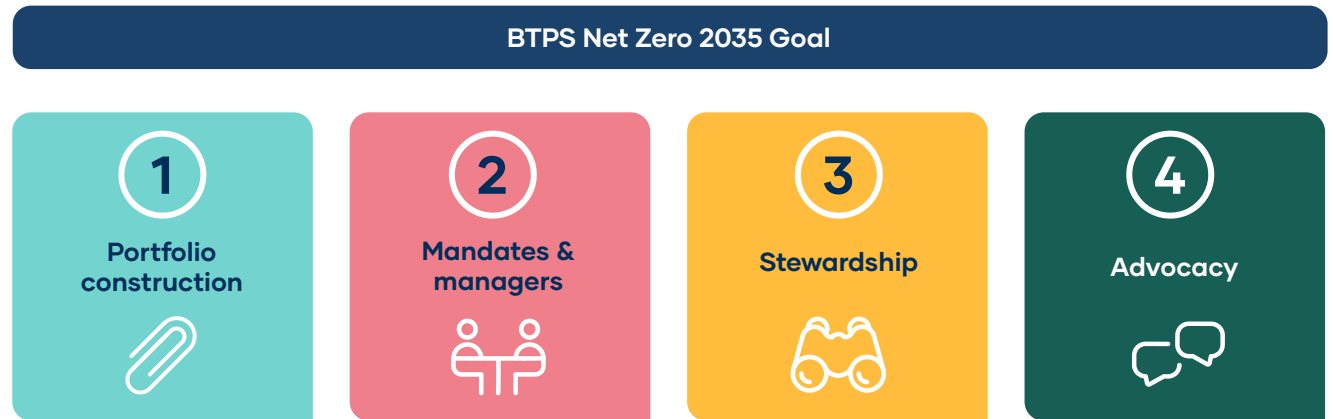 BTPS Net Zero 2035 Goal
1
Portfolio
construction
2
Mandates &
managers
3
Stewardship
4
Advocacy